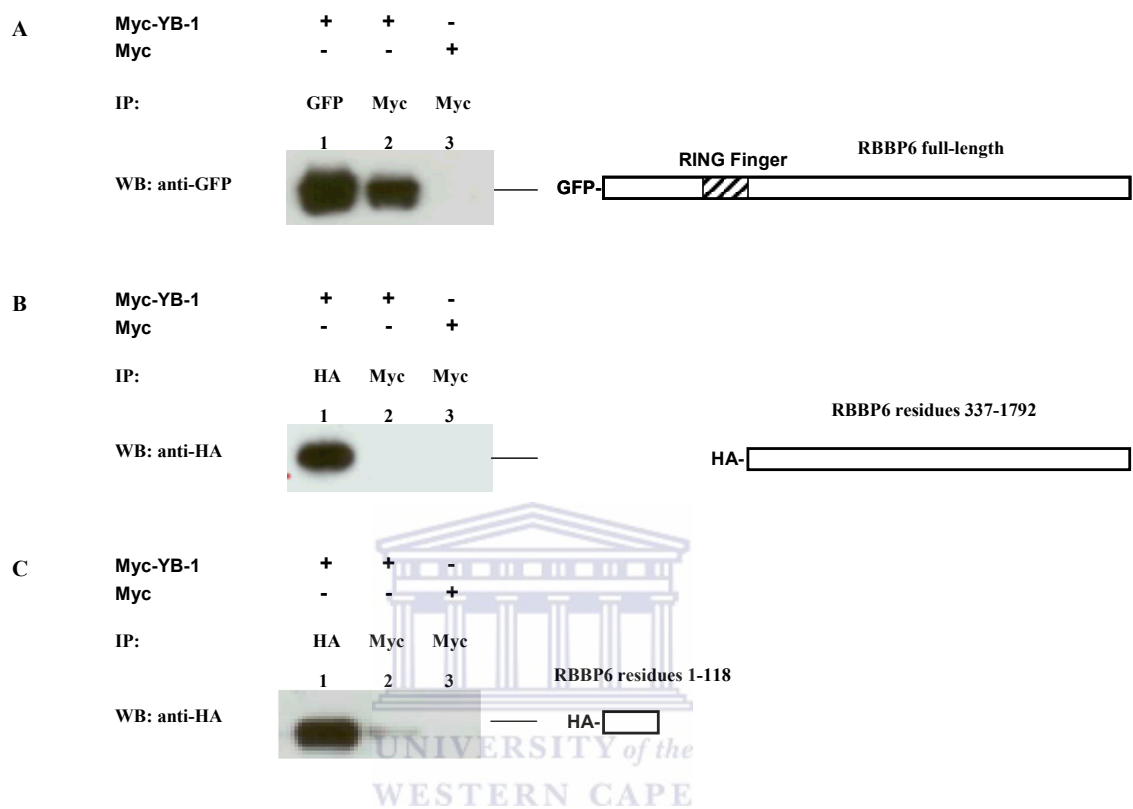 A Myc-YB-1 + + -
Myc - - +
IP: GFP Myc Myc
1 2 3
RBBP6 full-length
RING Finger
WB: anti-GFP GFP-
B Myc-YB-1 + + -
Myc - - +
IP: HA Myc Myc
1 2 3
RBBP6 residues 337-1792
WB: anti-HA HA-
C Myc-YB-1 + + -
Myc - - +
IP: HA Myc Myc
1 2 3
RBBP6 residues 1-118
WB: anti-HA HA-
UNIVERSITY of the
WESTERN CAPE